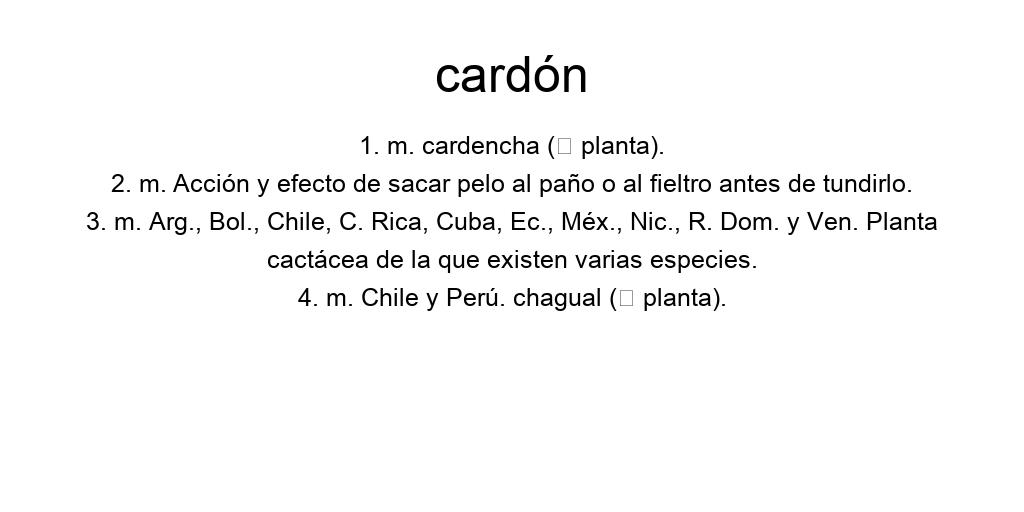 cardón
1. m. cardencha (□ planta).
2. m. Acción y efecto de sacar pelo al paño o al fieltro antes de tundirlo.
3. m. Arg., Bol., Chile, C. Rica, Cuba, Ec., Méx., Nic., R. Dom. y Ven. Planta
cactácea de la que existen varias especies.
4. m. Chile y Perú. chagual (□ planta).